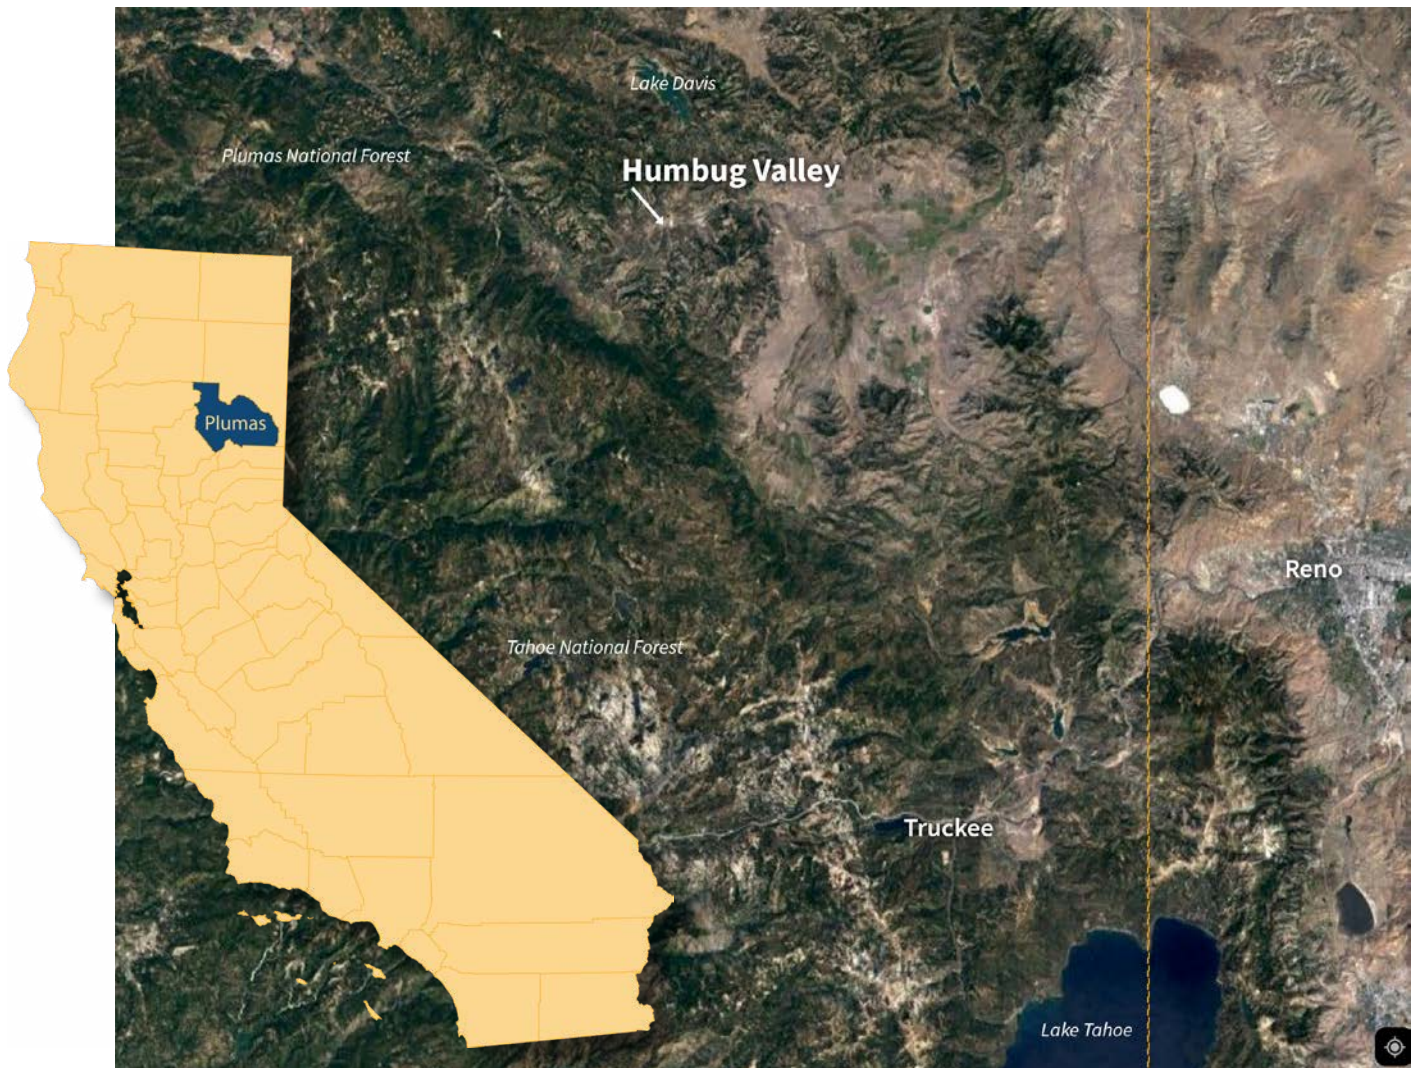 Lake Davis
Plumas National Forest
Humbug Valley
Plumas
Reno
Tahoe National Forest
Truckee
Lake Tahoe